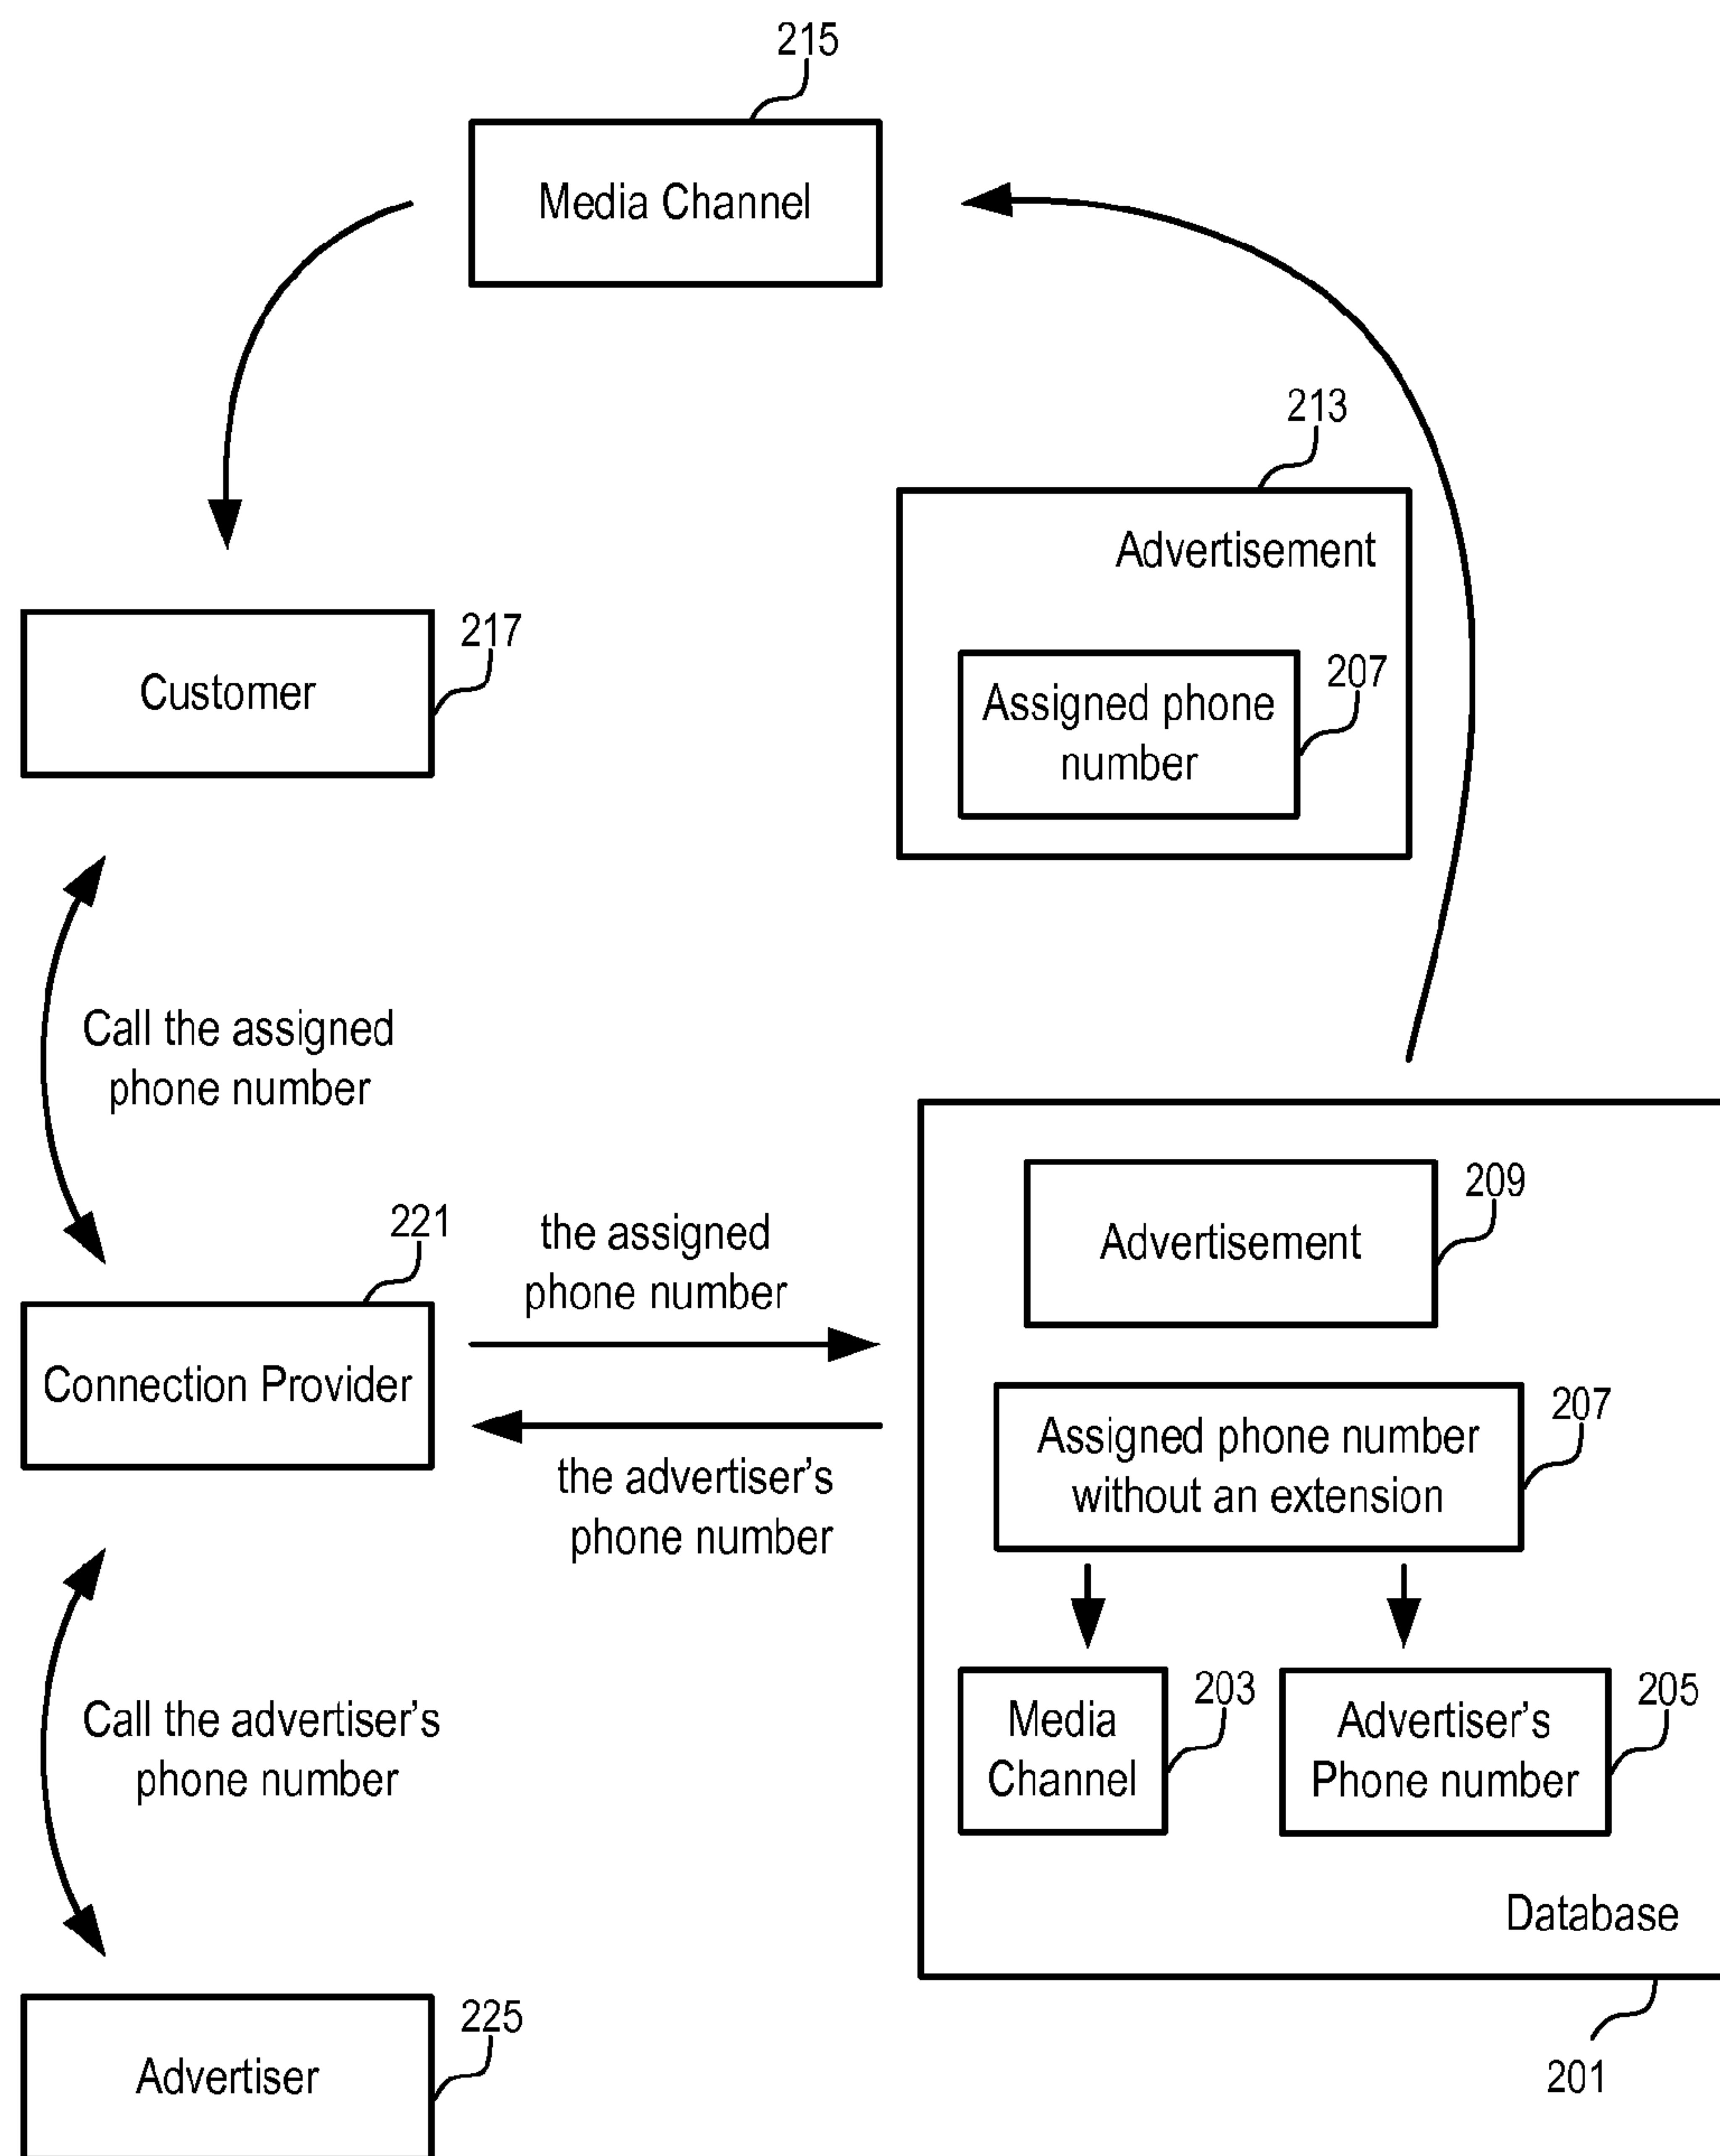 215
Media Channel
213
Advertisement
217
Customer
207
Assigned phone
number
Call the assigned
phone number
221
the assigned
phone number
209
Advertisement
Connection Provider
207
Assigned phone number
without an extension
the advertiser's
phone number
203
Media
Channel
205
Advertiser's
Phone number
Call the advertiser's
phone number
Database
225
Advertiser
201